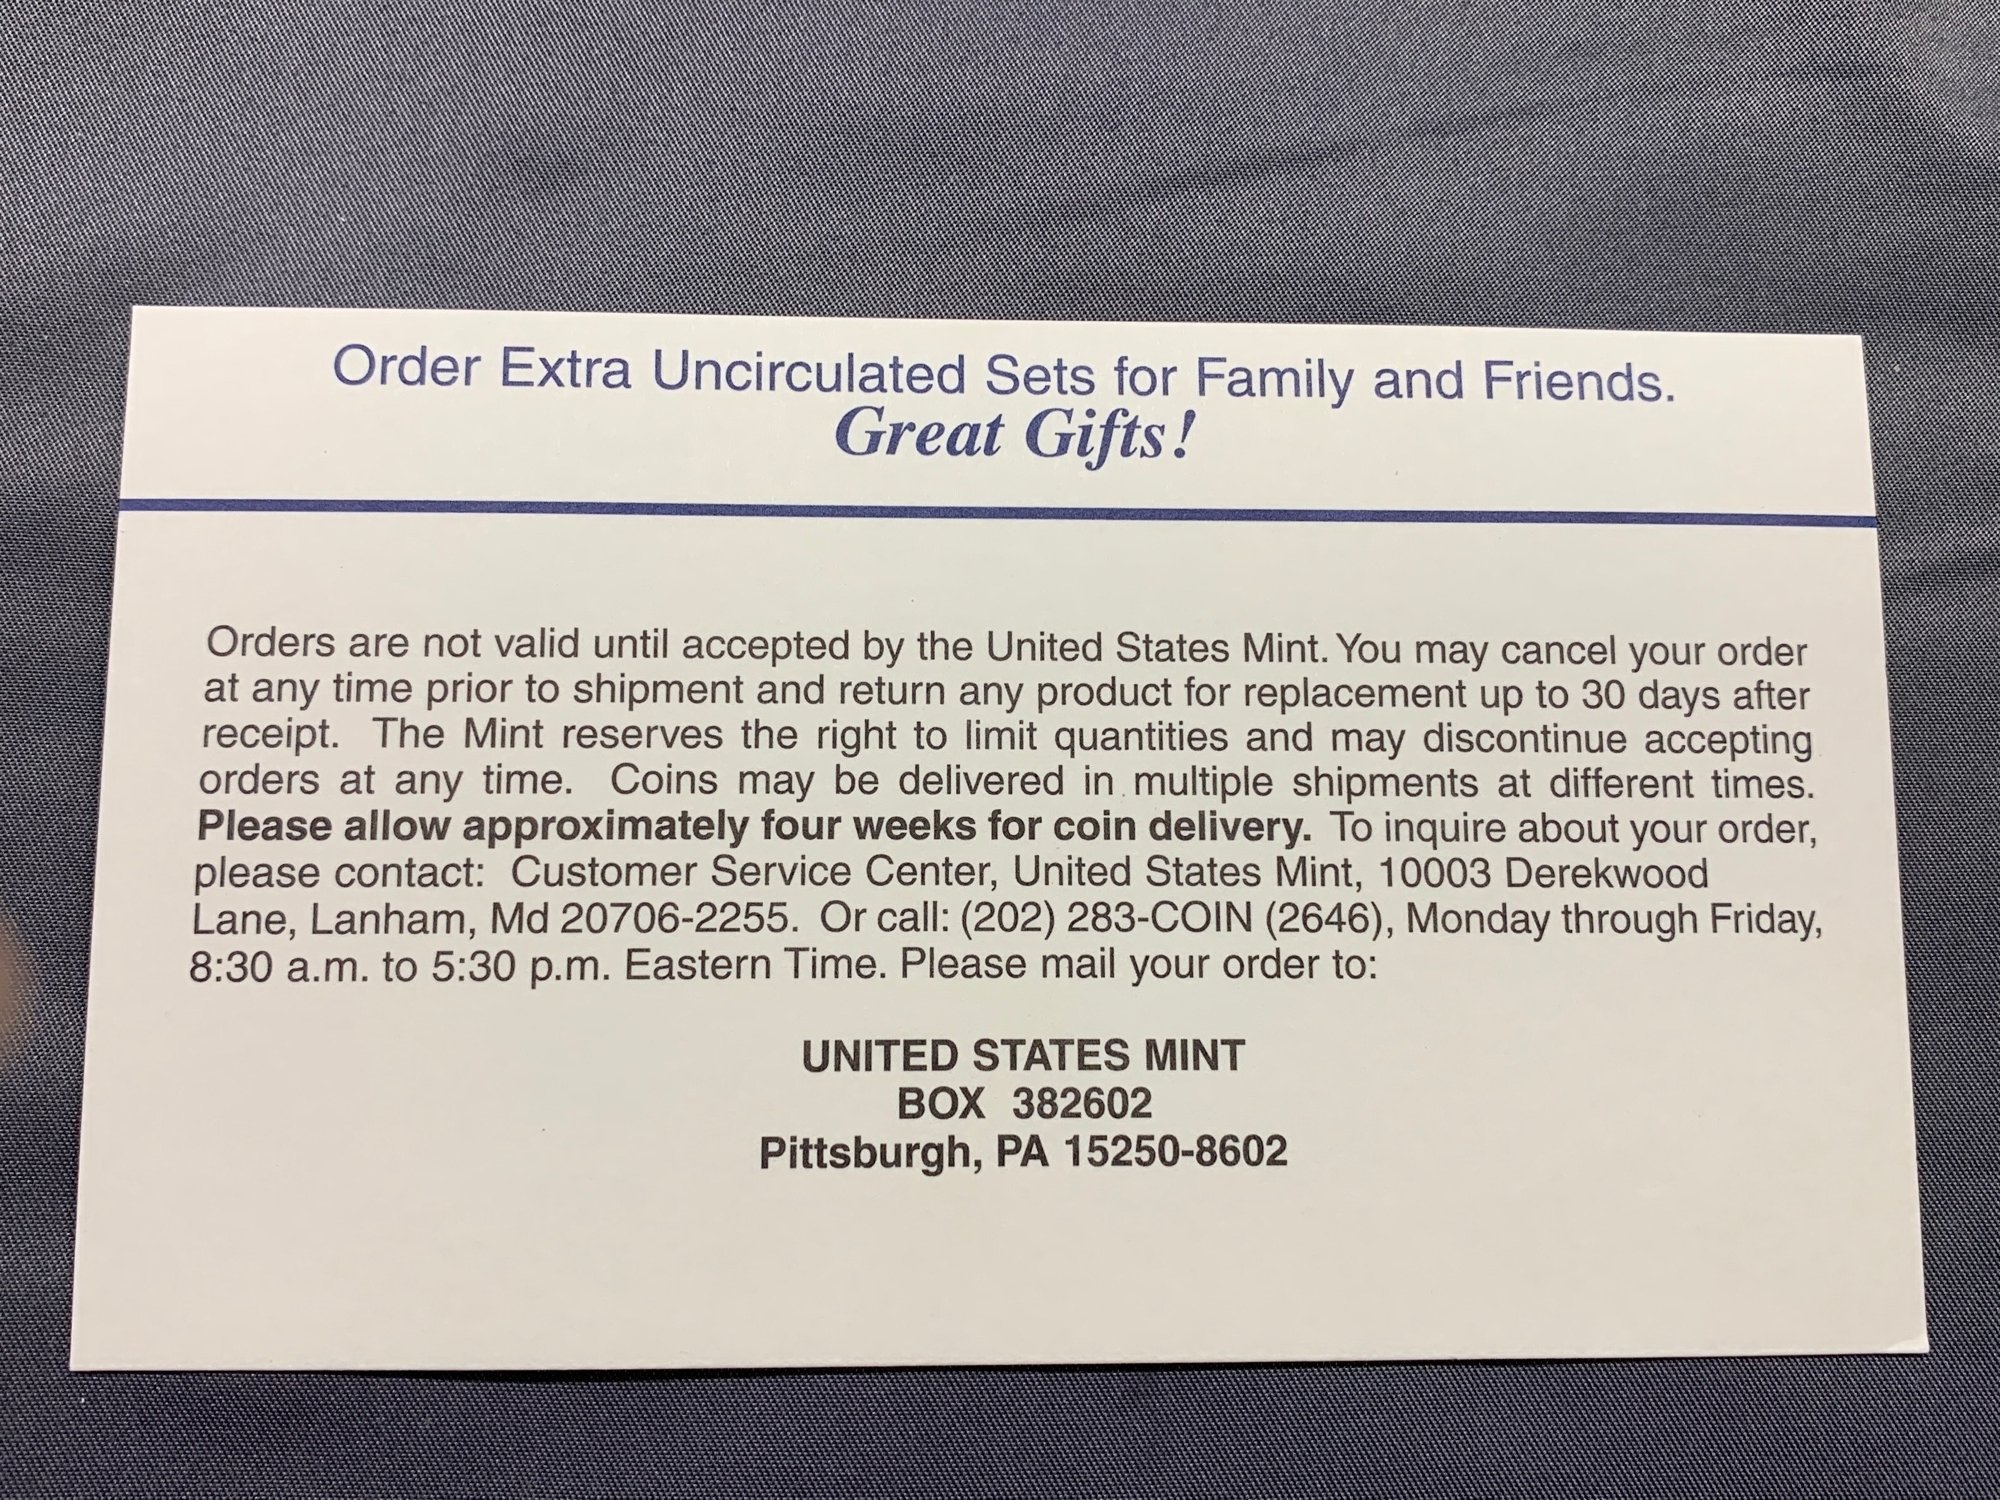 Order Extra Uncirculated Sets for Family and Friends.
Great Gifts!
Orders are not valid until accepted by the United States Mint. You may cancel your order
at any time prior to shipment and return any product for replacement up to 30 days after
receipt. The Mint reserves the right to limit quantities and may discontinue accepting
orders at any time. Coins may be delivered in multiple shipments at different times.
Please allow approximately four weeks for coin delivery. To inquire about your order,
please contact: Customer Service Center, United States Mint, 10003 Derekwood
Lane, Lanham, Md 20706-2255. Or call: (202) 283-COIN (2646), Monday through Friday,
8:30 a.m. to 5:30 p.m. Eastern Time. Please mail your order to:
UNITED STATES MINT
BOX 382602
Pittsburgh, PA 15250-8602